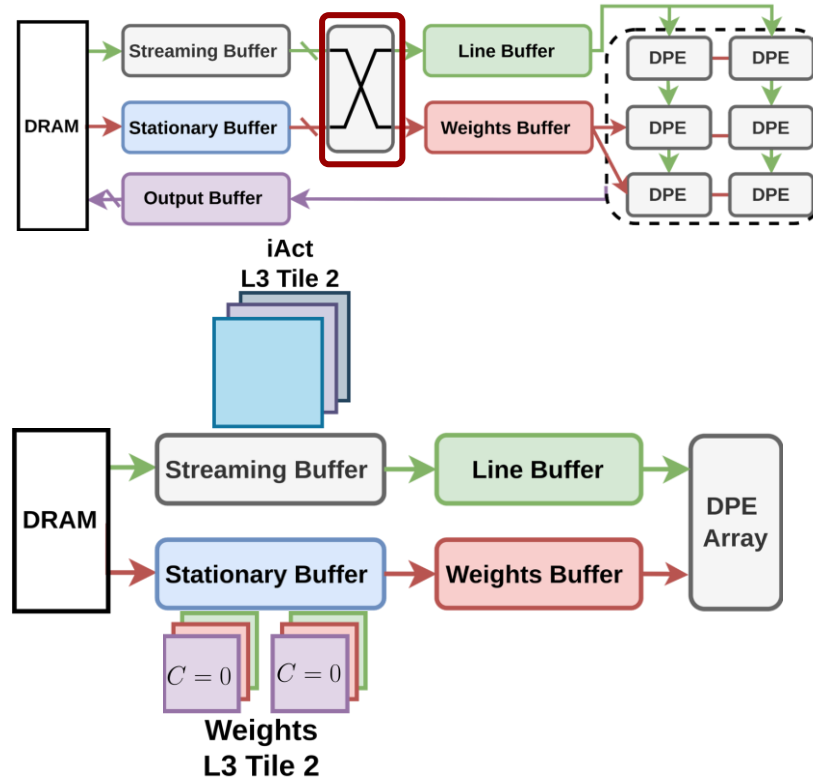 Streaming Buffer
Line Buffer
DPE
DPE
DRAM
Stationary Buffer
Weights Buffer
DPE
DPE
Output Buffer
DPE
DPE
iAct
L3 Tile 2
Streaming Buffer
Line Buffer
DRAM
DPE
Array
Stationary Buffer
Weights Buffer
C = 0
C = 0
Weights
L3 Tile 2